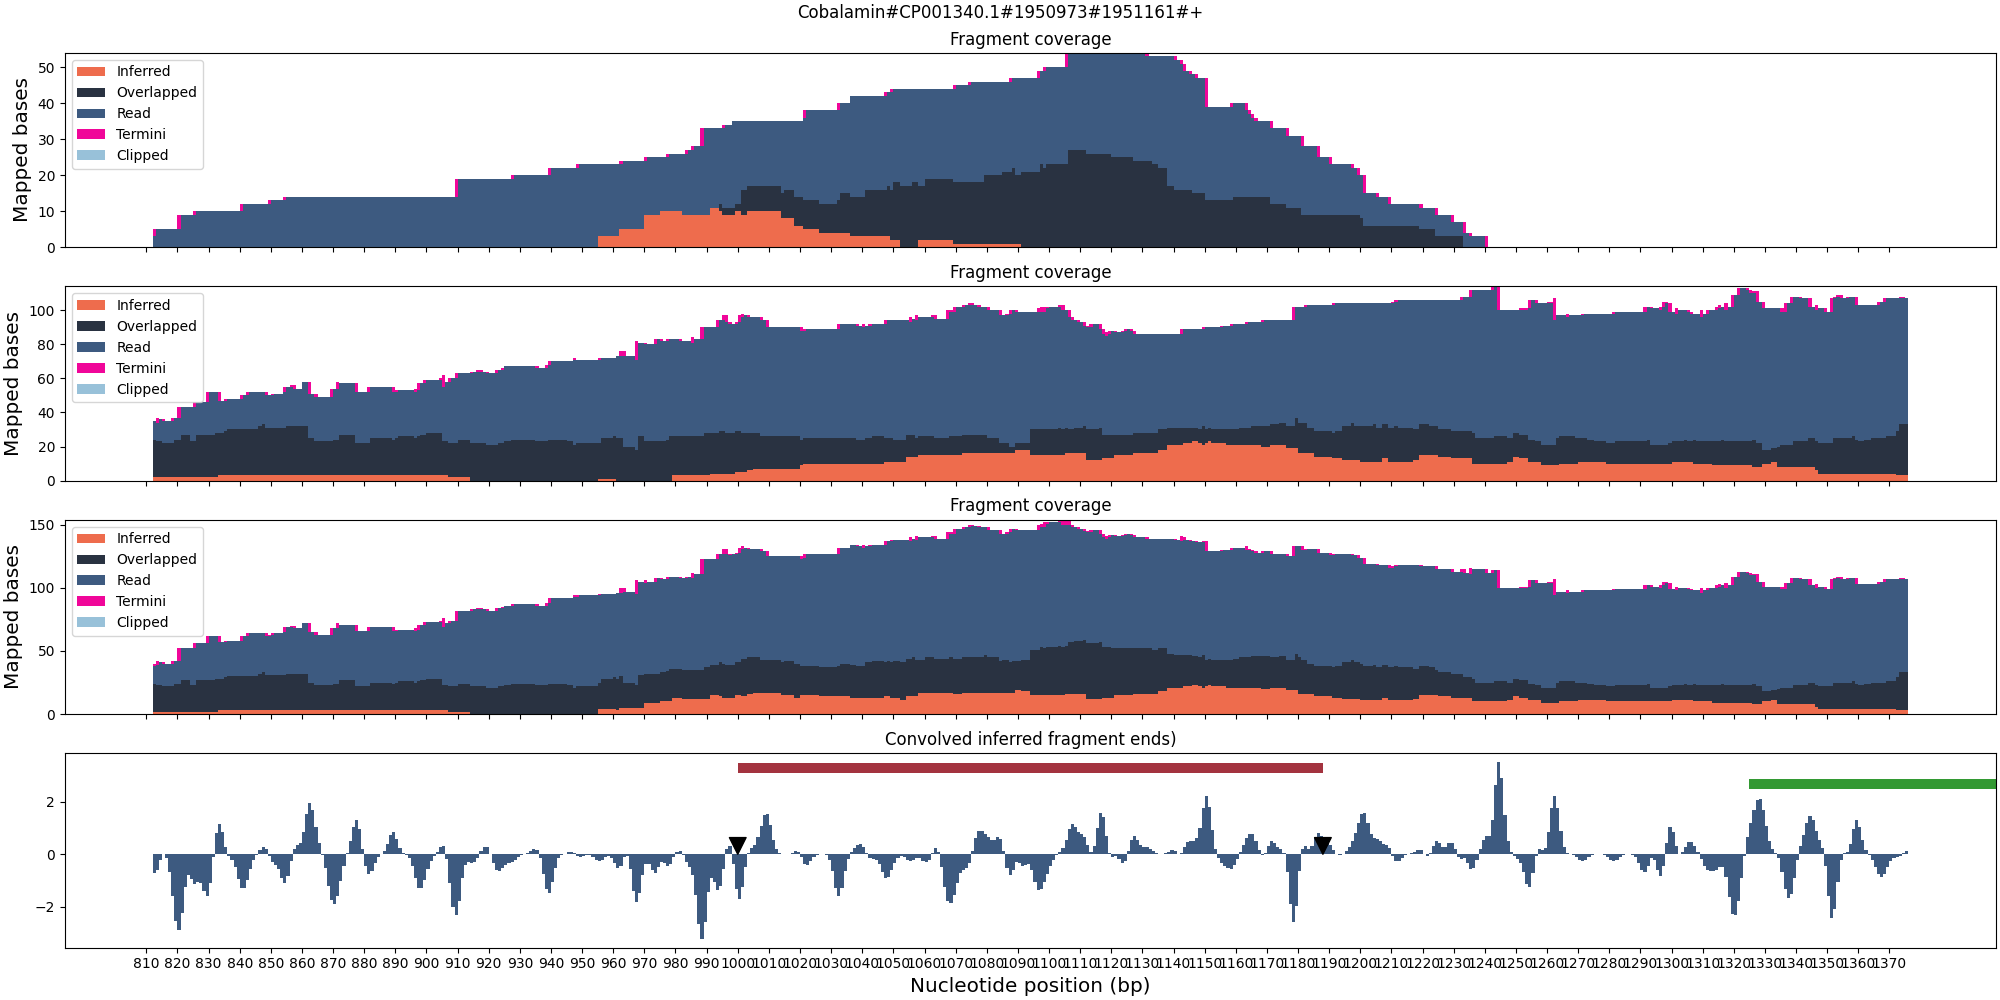 Cobalamin#CP001340.1#1950973#1951161#+
Fragment coverage
Mapped bases
50
40
30
20
10
0
Inferred
Overlapped
Read
Termini
Clipped
Fragment coverage
Mapped bases
100
80
60
40
20
0
Inferred
Overlapped
Read
Termini
Clipped
Fragment coverage
Mapped bases
150
100
50
0
Inferred
Overlapped
Read
Termini
Clipped
Convolved inferred fragment ends)
2
0
−2
810 820 830 840 850 860 870 880 890 900 910 920 930 940 950 960 970 980 990 1000 1010 1020 1030 1040 1050 1060 1070 1080 1090 1100 1110 1120 1130 1140 1150 1160 1170 1180 1190 1200 1210 1220 1230 1240 1250 1260 1270 1280 1290 1300 1310 1320 1330 1340 1350 1360 1370
Nucleotide position (bp)